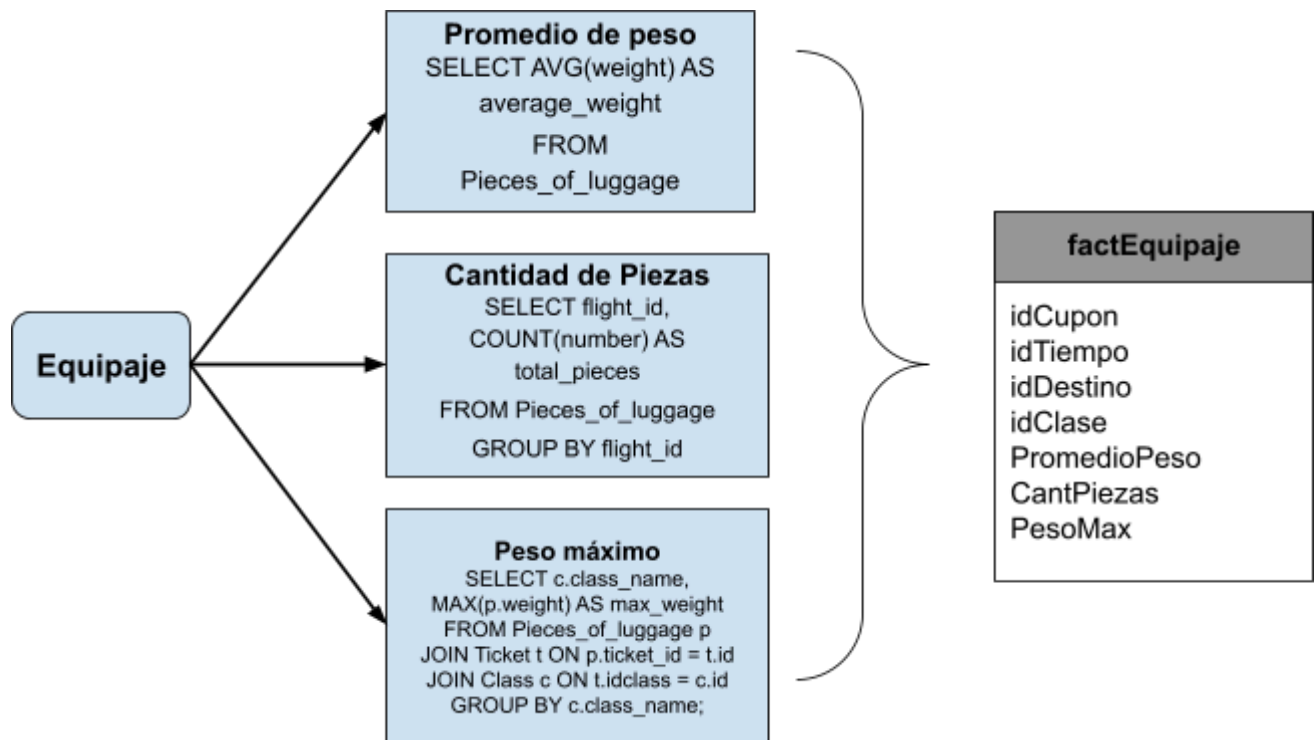 Equipaje
Promedio de peso
SELECT AVG(weight) AS
average_weight
FROM
Pieces_of_luggage
Cantidad de Piezas
SELECT flight_id,
COUNT(number) AS
total_pieces
FROM Pieces_of_luggage
GROUP BY flight_id
Peso máximo
SELECT c.class_name,
MAX(p.weight) AS max_weight
FROM Pieces_of_luggage p
JOIN Ticket t ON p.ticket_id = t.id
JOIN Class c ON t.idclass = c.id
GROUP BY c.class_name;
factEquipaje
idCupon
idTiempo
idDestino
idClase
PromedioPeso
CantPiezas
PesoMax